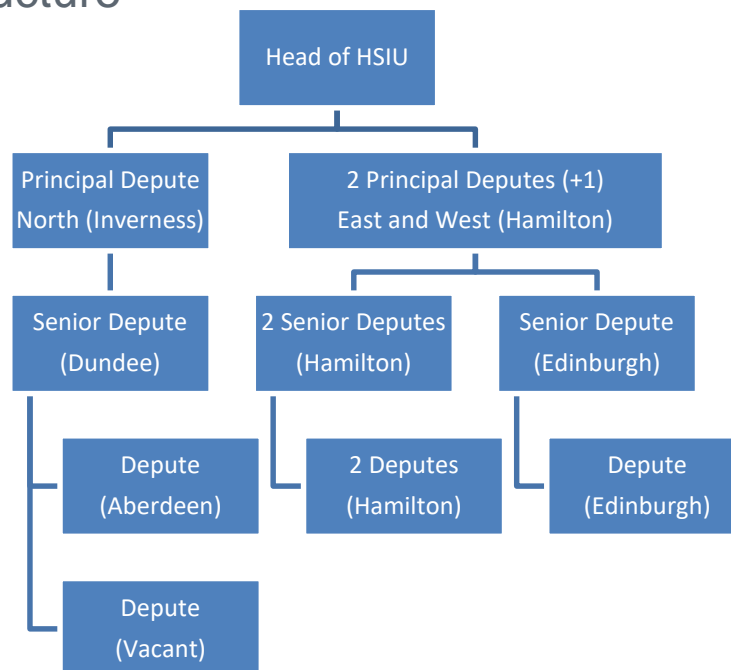 Head of HSIU
Principal Depute
North (Inverness)
2 Principal Deputes (+1)
East and West (Hamilton)
Senior Depute
(Dundee)
2 Senior Deputes
(Hamilton)
Senior Depute
(Edinburgh)
Depute
(Aberdeen)
2 Deputes
(Hamilton)
Depute
(Edinburgh)
Depute
(Vacant)